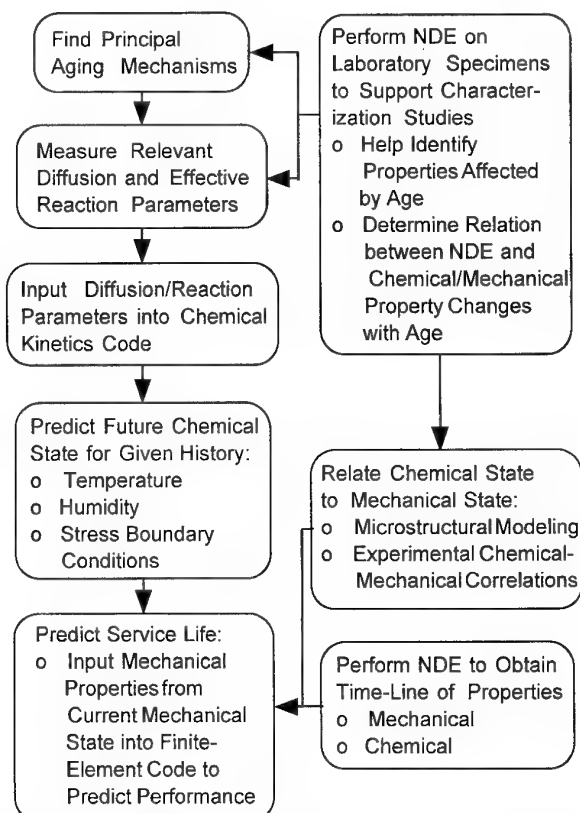 Find Principal
Aging Mechanisms
Measure Relevant
Diffusion and Effective
Reaction Parameters
Input Diffusion/Reaction
Parameters into Chemical
Kinetics Code
Predict Future Chemical
State for Given History:
o Temperature
o Humidity
o Stress Boundary
Conditions
Predict Service Life:
o Input Mechanical
Properties from
Current Mechanical
State into Finite-
Element Code to
Predict Performance
Perform NDE on
Laboratory Specimens
to Support Character-
ization Studies
o Help Identify
Properties Affected
by Age
o Determine Relation
between NDE and
Chemical/Mechanical
Property Changes
with Age
Relate Chemical State
to Mechanical State:
o Microstructural Modeling
o Experimental Chemical-
Mechanical Correlations
Perform NDE to Obtain
Time-Line of Properties
o Mechanical
o Chemical